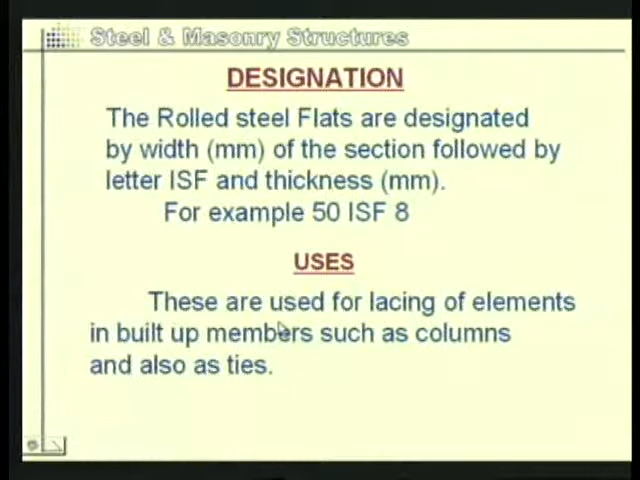 Steel & Masonry Structures
DESIGNATION
The Rolled steel Flats are designated
by width (mm) of the section followed by
letter ISF and thickness (mm).
For example 50 ISF 8
USES
These are used for lacing of elements
in built up members such as columns
and also as ties.